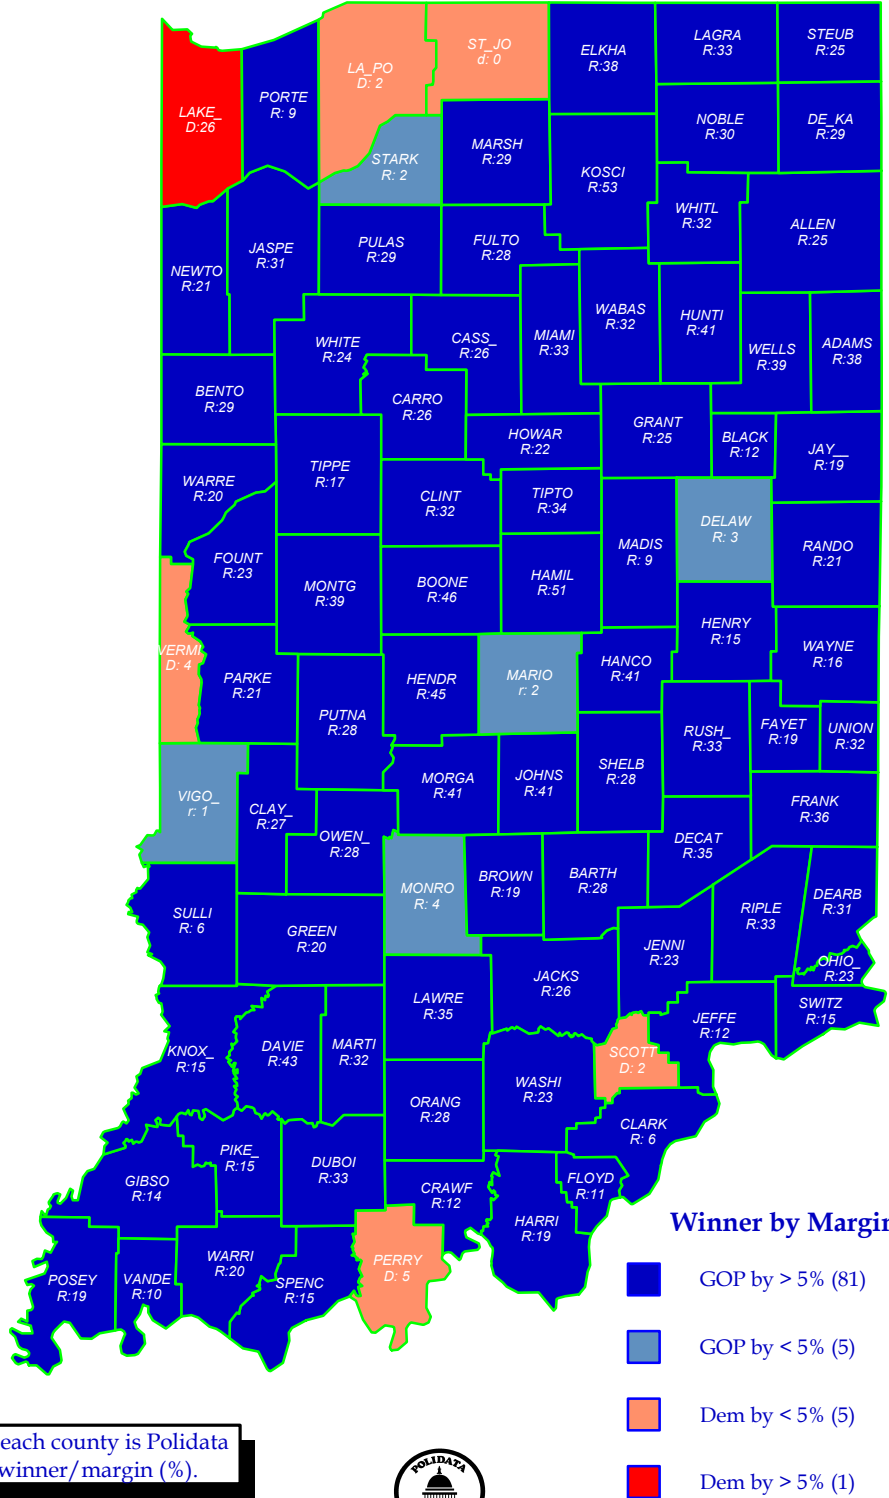 LAKE_
D:26
PORTE
R: 9
LA_PO
D: 2
ST_JO
d: 0
ELKHA
R:38
LAGRA
R:33
STEUB
R:25
STARK
R: 2
MARSH
R:29
KOSCI
R:53
NOBLE
R:30
DE_KA
R:29
WHITL
R:32
ALLEN
R:25
NEWTO
R:21
JASPE
R:31
PULAS
R:29
FULTO
R:28
WHITE
R:24
CASS_
R:26
MIAMI
R:33
WABAS
R:32
HUNTI
R:41
WELLS
R:39
ADAMS
R:38
BENTO
R:29
CARRO
R:26
HOWAR
R:22
GRANT
R:25
BLACK
R:12
JAY__
R:19
WARRE
R:20
TIPPE
R:17
CLINT
R:32
TIPTO
R:34
MADIS
R: 9
DELAW
R: 3
RANDO
R:21
FOUNT
R:23
MONTG
R:39
BOONE
R:46
HAMIL
R:51
HENRY
R:15
WAYNE
R:16
VERMI
D: 4
PARKE
R:21
PUTNA
R:28
HENDR
R:45
MARIO
r: 2
HANCO
R:41
RUSH_
R:33
FAYET
R:19
UNION
R:32
VIGO_
r: 1
CLAY_
R:27
OWEN_
R:28
MORGA
R:41
JOHNS
R:41
SHELB
R:28
FRANK
R:36
DECAT
R:35
SULLI
R: 6
GREEN
R:20
MONRO
R: 4
BROWN
R:19
BARTH
R:28
JENNI
R:23
RIPLE
R:33
DEARB
R:31
OHIO_
R:23
SWITZ
R:15
JEFFE
R:12
KNOX_
R:15
DAVIE
R:43
MARTI
R:32
LAWRE
R:35
JACKS
R:26
SCOTT
D: 2
ORANG
R:28
WASHI
R:23
CLARK
R: 6
GIBSO
R:14
PIKE_
R:15
DUBOI
R:33
CRAWF
R:12
HARRI
R:19
FLOYD
R:11
POSEY
R:19
VANDE
R:10
WARRI
R:20
SPENC
R:15
PERRY
D: 5
Winner by Margin
GOP by > 5% (81)
GOP by < 5% (5)
Dem by < 5% (5)
Dem by > 5% (1)
each county is Polidata
winner/margin (%).
POLIDATA